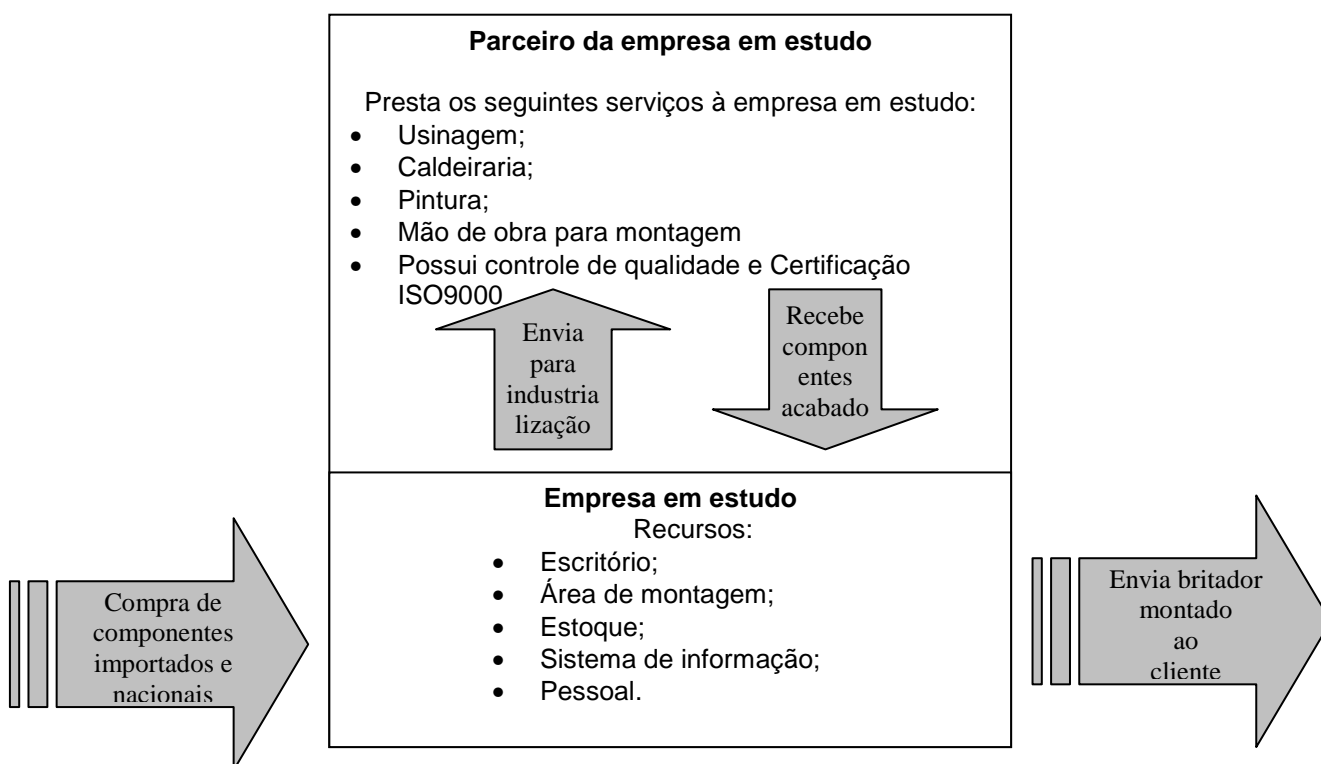 Parceiro da empresa em estudo
Presta os seguintes serviços à empresa em estudo:
• Usinagem;
• Caldeiraria;
• Pintura;
• Mão de obra para montagem
• Possui controle de qualidade e Certificação
ISO9000
Envia
para
industria
lização
Recebe
compon
entes
acabado
Empresa em estudo
Recursos:
• Escritório;
• Área de montagem;
• Estoque;
• Sistema de informação;
• Pessoal.
Compra de
componentes
importados e
nacionais
Envia britador
montado
ao
cliente